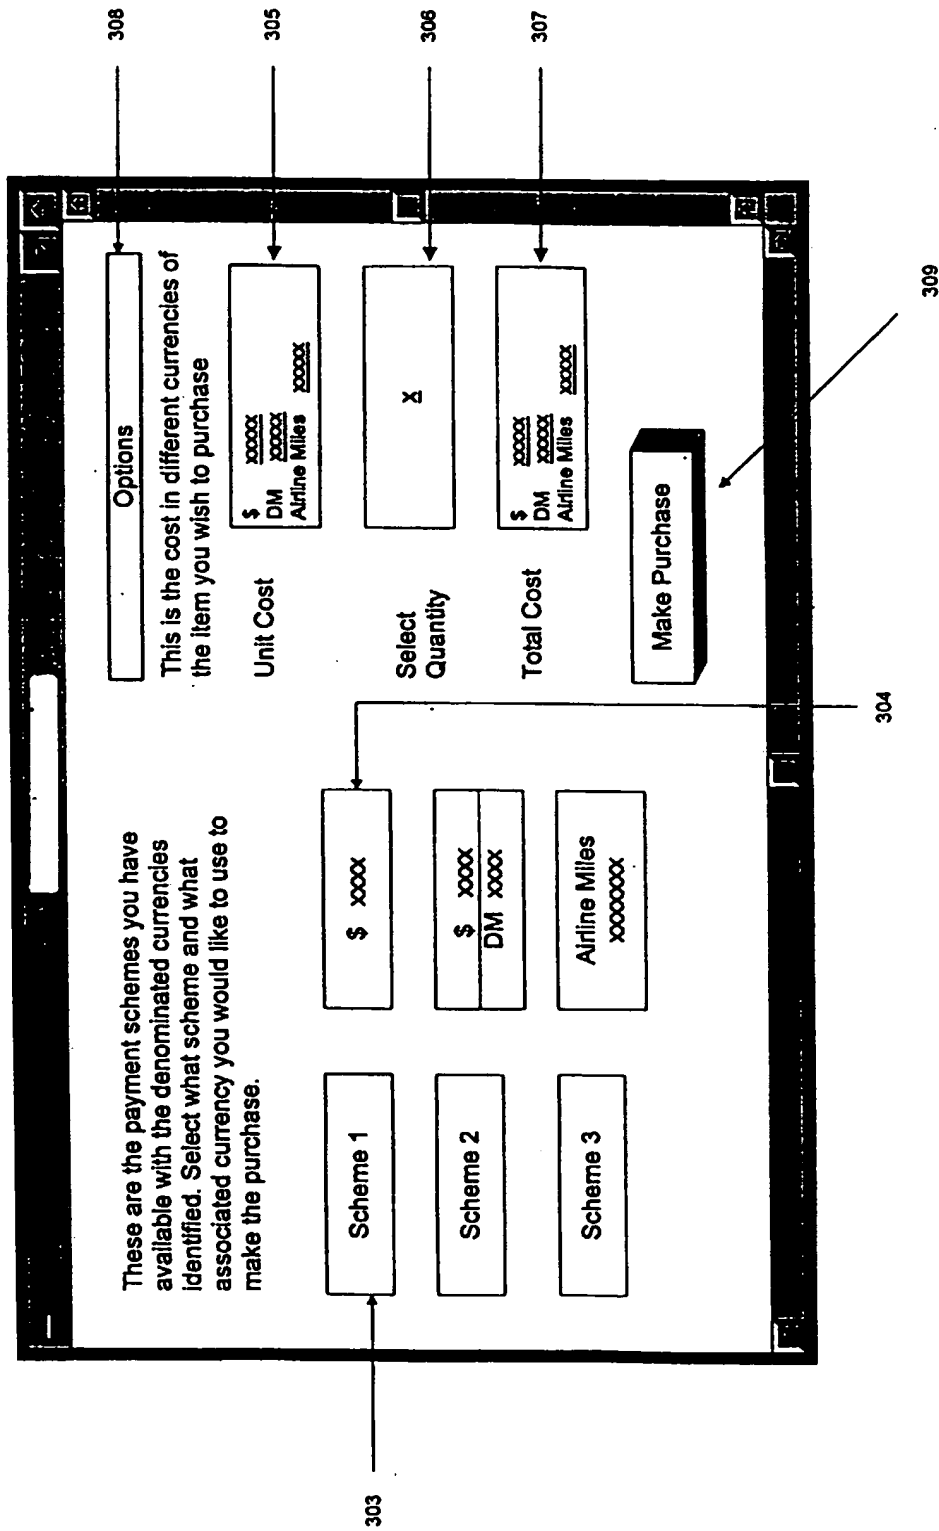 308
305
306
307
Options
This is the cost in different currencies of
the item you wish to purchase
Unit Cost
$ xxxxx
DM xxxxx
Airline Miles xxxxx
Select
Quantity
x
Total Cost
$ xxxxx
DM xxxxx
Airline Miles xxxxx
Make Purchase
309
304
These are the payment schemes you have
available with the denominated currencies
identified. Select what scheme and what
associated currency you would like to use to
make the purchase.
Scheme 1
$ xxxx
Scheme 2
$ xxxx
DM xxxx
Scheme 3
Airline Miles
xxxxxxx
303